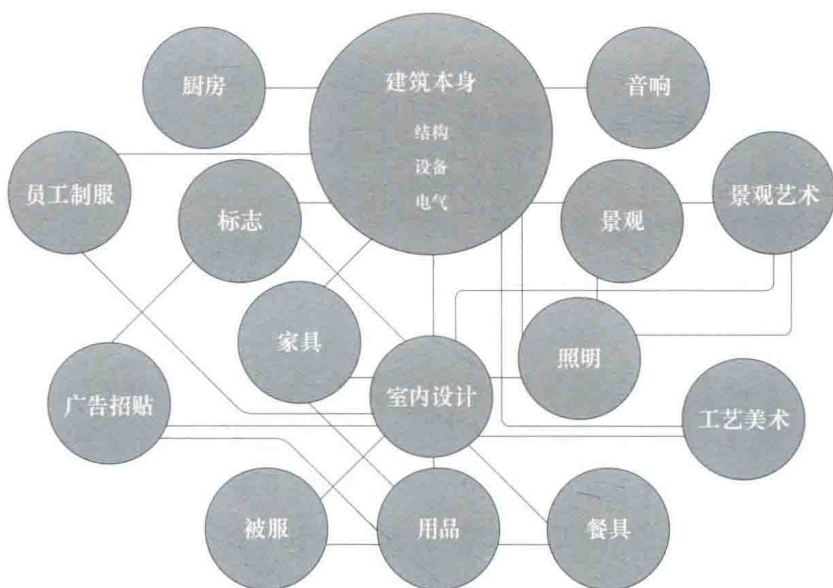 厨房
建筑本身
结构
设备
电气
音响
员工制服
标志
景观
景观艺术
家具
照明
广告招贴
室内设计
工艺美术
被服
用品
餐具